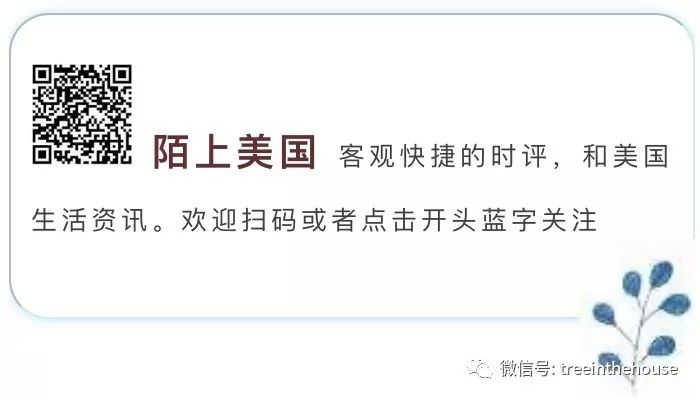 陌上美国 客观快捷的时评，和美国
生活资讯。欢迎扫码或者点击开头蓝字关注
微信号: treeinthehouse